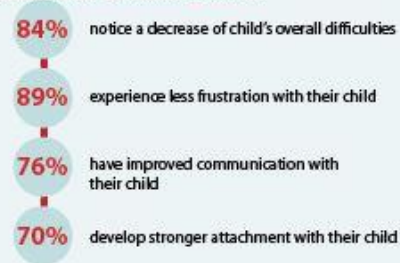 84% notice a decrease of child's overall difficulties
89% experience less frustration with their child
76% have improved communication with
their child
70% develop stronger attachment with their child